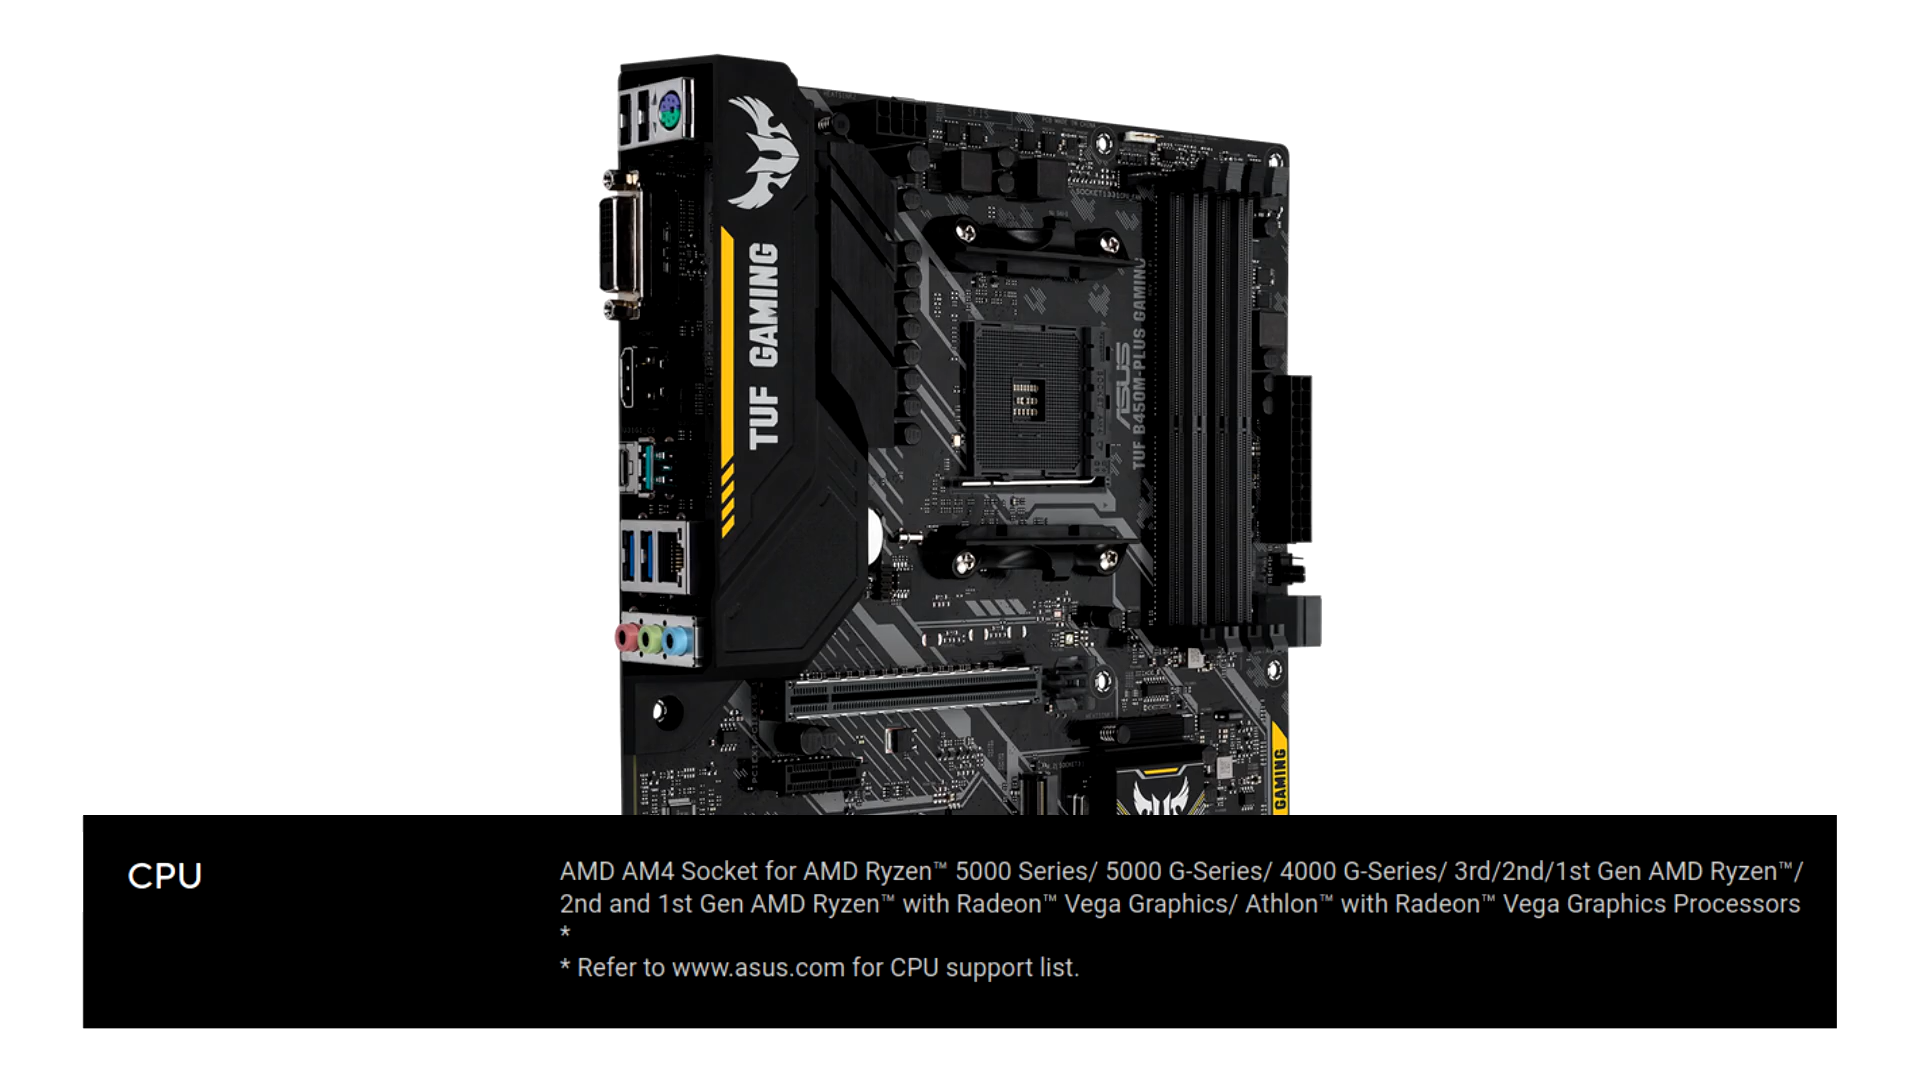 TUF GAMING
ASUS
TUF B450M-PLUS GAMING
GAMING
CPU
AMD AM4 Socket for AMD Ryzen™ 5000 Series/ 5000 G-Series/ 4000 G-Series/ 3rd/2nd/1st Gen AMD Ryzen™/
2nd and 1st Gen AMD Ryzen™ with Radeon™ Vega Graphics/ Athlon™ with Radeon™ Vega Graphics Processors
*
* Refer to www.asus.com for CPU support list.